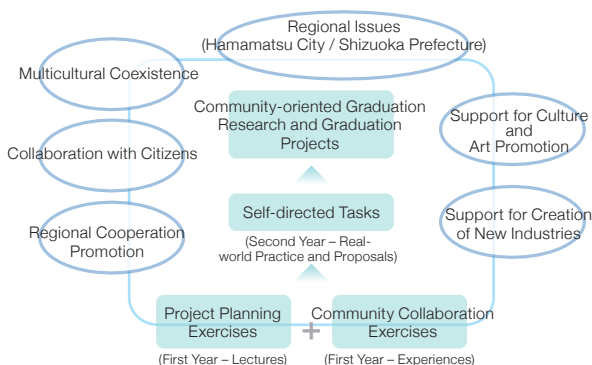 Regional Issues
(Hamamatsu City / Shizuoka Prefecture)
Multicultural Coexistence
Collaboration with Citizens
Regional Cooperation
Promotion
Community-oriented Graduation
Research and Graduation
Projects
Support for Culture
and
Art Promotion
Self-directed Tasks
(Second Year – Real-
world Practice and Proposals)
Support for Creation
of New Industries
Project Planning
Exercises
(First Year – Lectures)
+
Community Collaboration
Exercises
(First Year – Experiences)